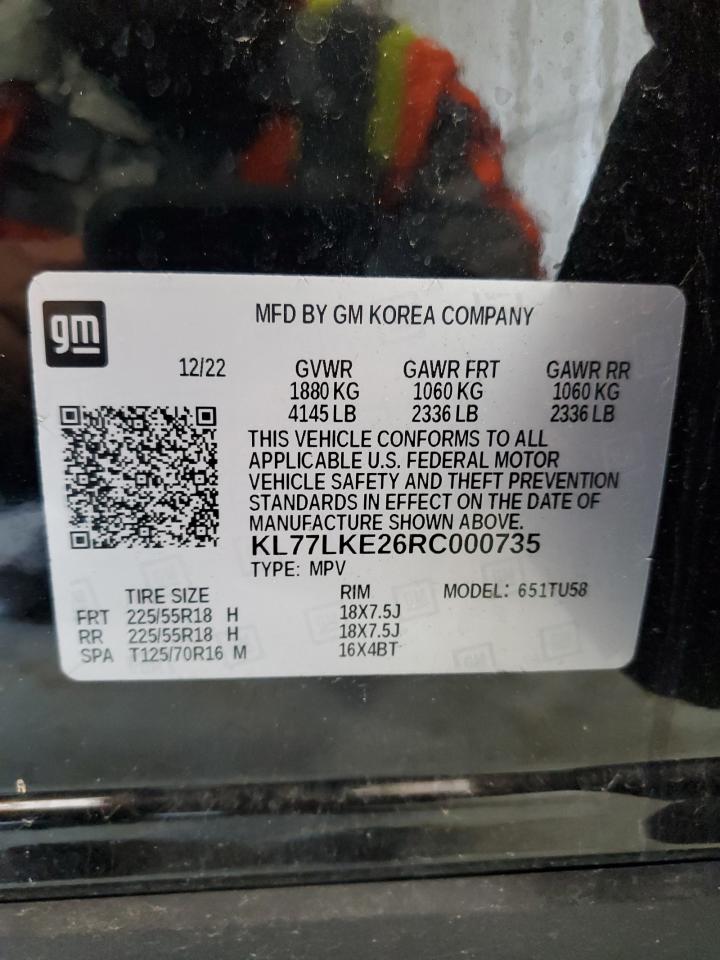 gm
MFD BY GM KOREA COMPANY
12/22 GVWR GAWR FRT GAWR RR
1880 KG 1060 KG 1060 KG
4145 LB 2336 LB 2336 LB
THIS VEHICLE CONFORMS TO ALL
APPLICABLE U.S. FEDERAL MOTOR
VEHICLE SAFETY AND THEFT PREVENTION
STANDARDS IN EFFECT ON THE DATE OF
MANUFACTURE SHOWN ABOVE.
KL77LKE26RC000735
TYPE: MPV
TIRE SIZE RIM MODEL: 651TU58
FRT 225/55R18 H 18X7.5J
RR 225/55R18 H 18X7.5J
SPA T125/70R16 M 16X4BT